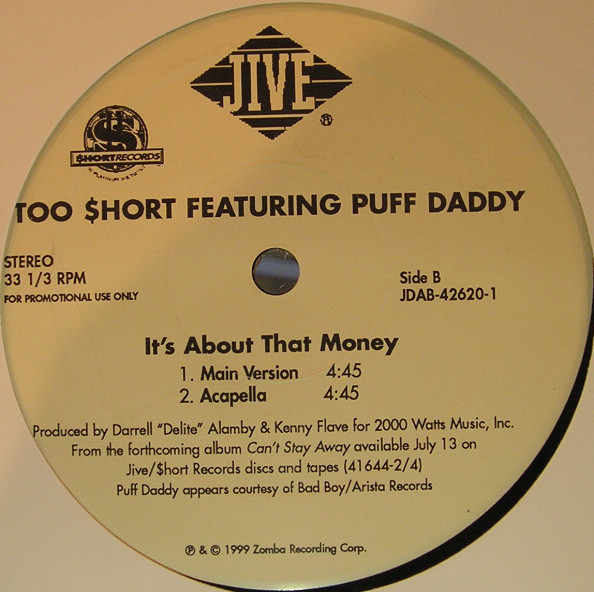 JIVE
®
$
$HORT RECORDS
TOO $HORT FEATURING PUFF DADDY
STEREO
33 1/3 RPM
FOR PROMOTIONAL USE ONLY
Side B
JDAB-42620-1
It's About That Money
1. Main Version 4:45
2. Acapella 4:45
Produced by Darrell "Delite" Alamby & Kenny Flave for 2000 Watts Music, Inc.
From the forthcoming album Can't Stay Away available July 13 on
Jive/$hort Records discs and tapes (41644-2/4)
Puff Daddy appears courtesy of Bad Boy/Arista Records
℗ & © 1999 Zomba Recording Corp.